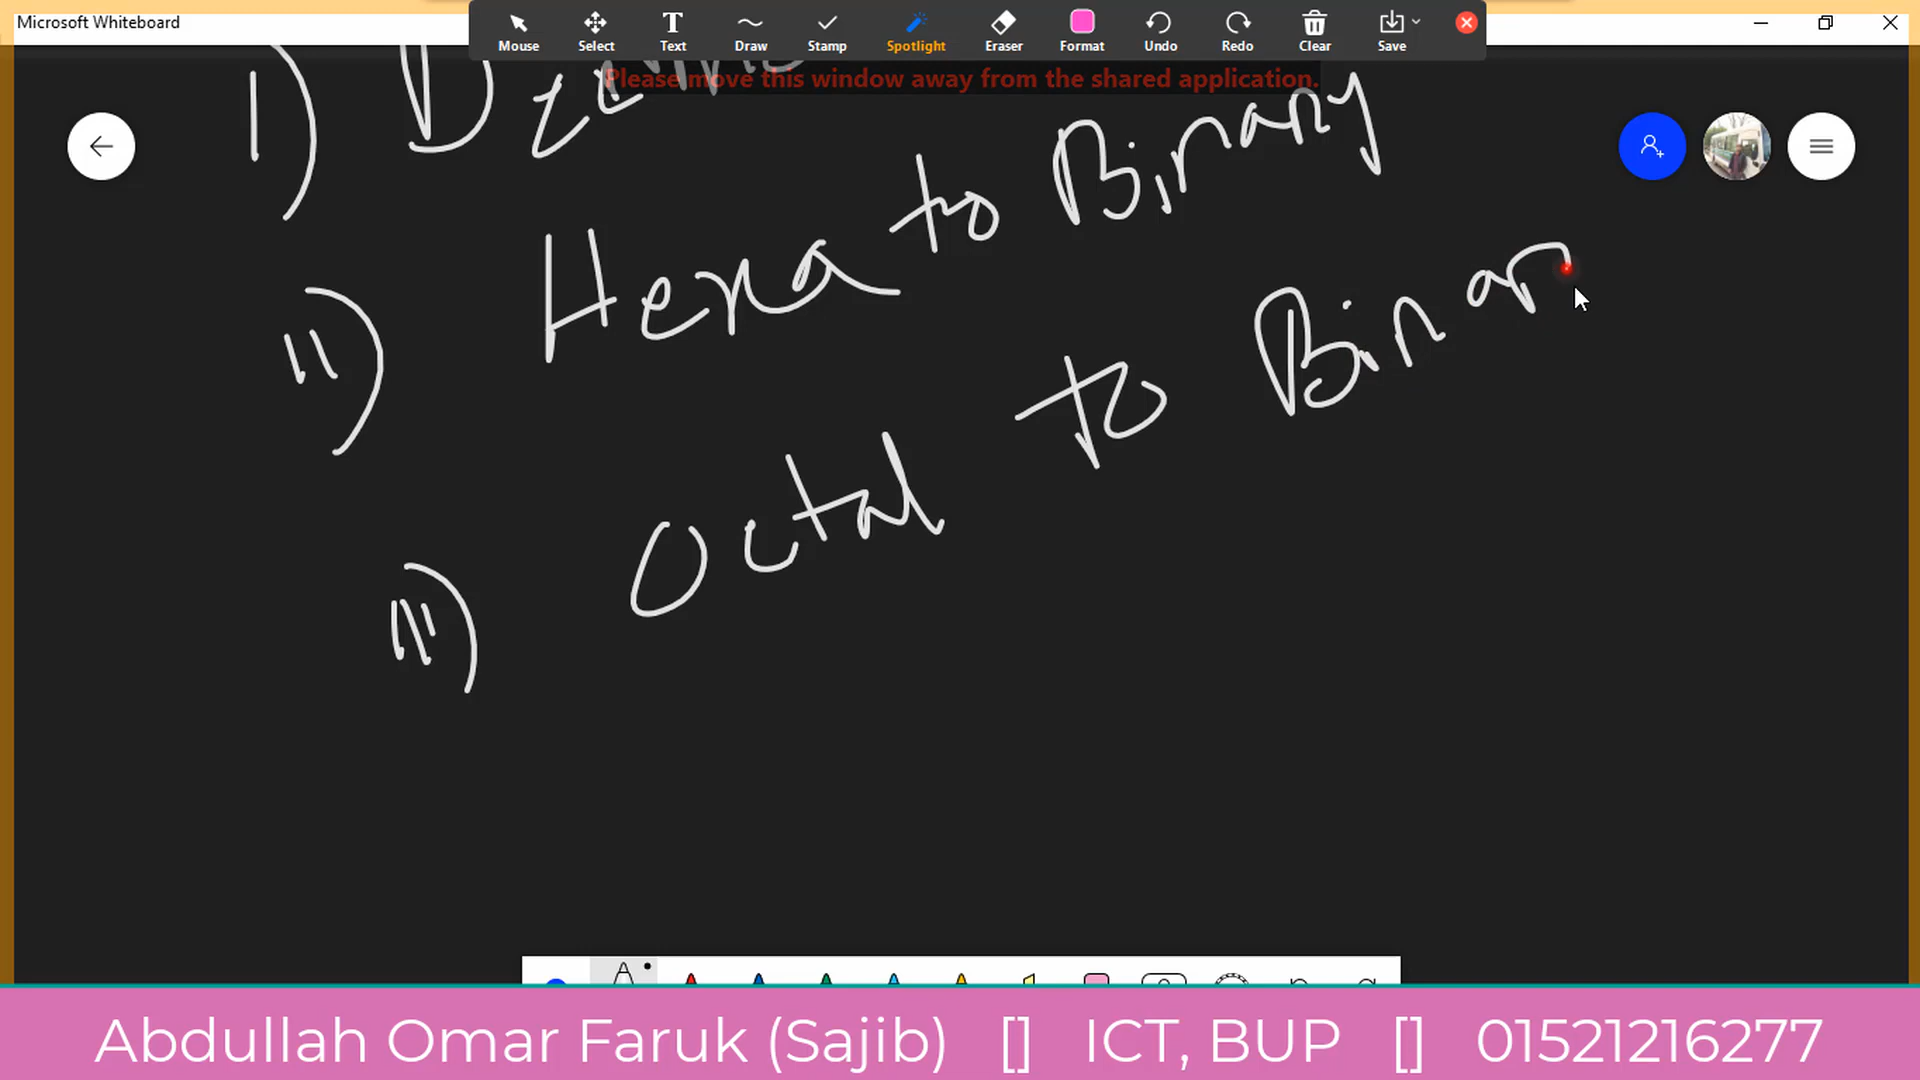 Microsoft Whiteboard
Mouse Select Text Draw Stamp Spotlight Eraser Format Undo Redo Clear Save
Please move this window away from the shared application.
I)
II) Hexa to Binary
III) Octal to Binar
Abdullah Omar Faruk (Sajib) [] ICT, BUP [] 01521216277